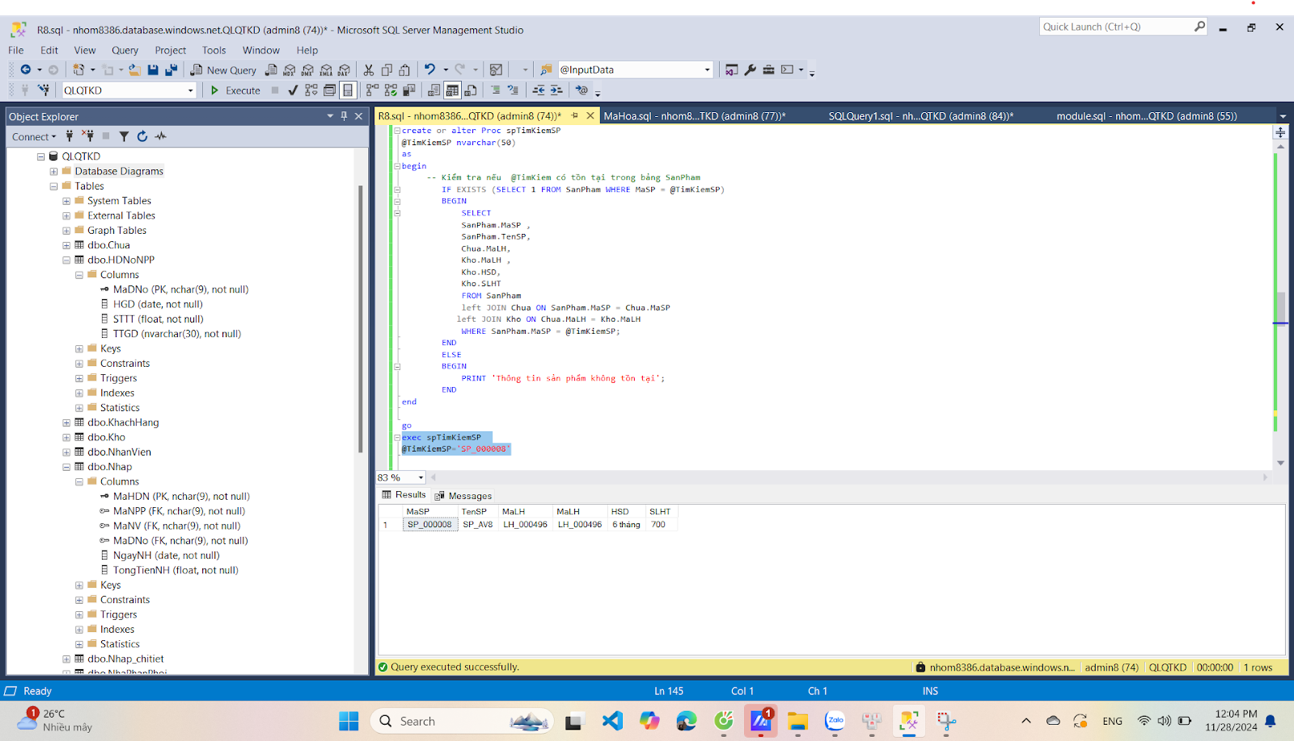 R8.sql - nhom8386.database.windows.net.QLQTKD (admin8 (74))* - Microsoft SQL Server Management Studio
Quick Launch (Ctrl+Q)
File Edit View Query Project Tools Window Help
New Query
@InputData
QLQTKD
Execute
Object Explorer
R8.sql - nhom8386...QTKD (admin8 (74))*
MaHoa.sql - nhom8...TKD (admin8 (77))*
SQLQuery1.sql - nh...QTKD (admin8 (84))*
module.sql - nhom...QTKD (admin8 (55))
Connect
QLQTKD
Database Diagrams
Tables
System Tables
External Tables
Graph Tables
dbo.Chua
dbo.HDNoNPP
Columns
MaDNo (PK, nchar(9), not null)
HGD (date, not null)
STTT (float, not null)
TTGD (nvarchar(30), not null)
Keys
Constraints
Triggers
Indexes
Statistics
dbo.KhachHang
dbo.Kho
dbo.NhanVien
dbo.Nhap
Columns
MaHDN (PK, nchar(9), not null)
MaNPP (FK, nchar(9), not null)
MaNV (FK, nchar(9), not null)
MaDNo (FK, nchar(9), not null)
NgayNH (date, not null)
TongTienNH (float, not null)
Keys
Constraints
Triggers
Indexes
Statistics
dbo.Nhap_chitiet
dbo.NhaPhanPhoi
create or alter Proc spTimKiemSP
@TimKiemSP nvarchar(50)
as
begin
-- Kiểm tra nếu @TimKiem có tồn tại trong bảng SanPham
IF EXISTS (SELECT 1 FROM SanPham WHERE MaSP = @TimKiemSP)
BEGIN
SELECT
SanPham.MaSP ,
SanPham.TenSP,
Chua.MaLH,
Kho.MaLH ,
Kho.HSD,
Kho.SLHT
FROM SanPham
left JOIN Chua ON SanPham.MaSP = Chua.MaSP
left JOIN Kho ON Chua.MaLH = Kho.MaLH
WHERE SanPham.MaSP = @TimKiemSP;
END
ELSE
BEGIN
PRINT 'Thông tin sản phẩm không tồn tại';
END
end
go
exec spTimKiemSP
@TimKiemSP='SP_000008'
83 %
Results Messages
MaSP TenSP MaLH MaLH HSD SLHT
1 SP_000008 SP_AV8 LH_000496 LH_000496 6 tháng 700
Query executed successfully.
nhom8386.database.windows.n... admin8 (74) QLQTKD 00:00:00 1 rows
Ready Ln 145 Col 1 Ch 1 INS
1
26°C
Nhiều mây
Search
1
Zalo
ENG
12:04 PM
11/28/2024